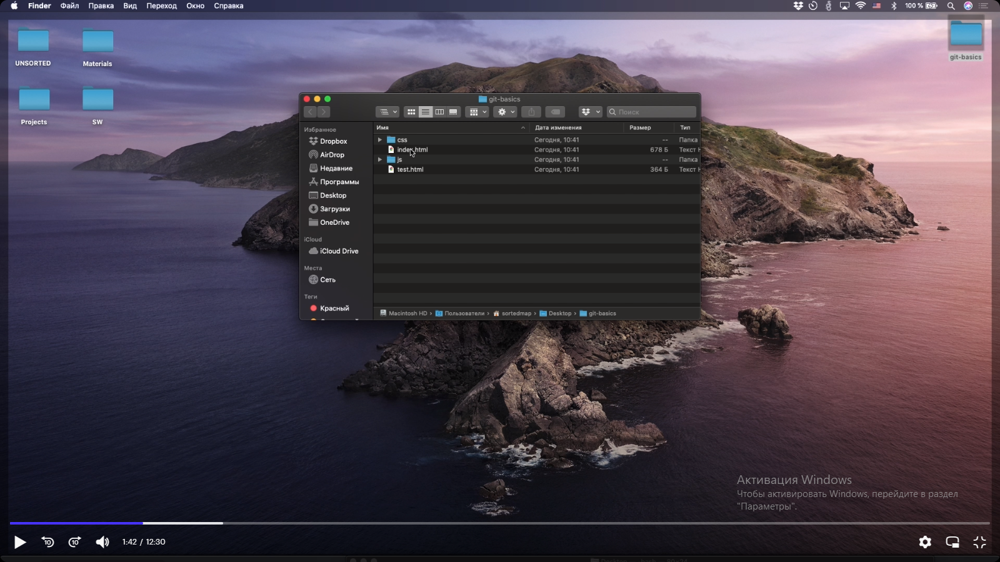 Finder Файл Правка Вид Переход Окно Справка 100 %
UNSORTED Materials git-basics
Projects SW
git-basics
Поиск
Избранное Имя Дата изменения Размер Тип
css Сегодня, 10:41 -- Папка
Dropbox
index.html Сегодня, 10:41 678 Б Текст H
AirDrop
js Сегодня, 10:41 -- Папка
Недавние
test.html Сегодня, 10:41 364 Б Текст H
Программы
Desktop
Загрузки
OneDrive
iCloud
iCloud Drive
Места
Сеть
Теги
Красный
Macintosh HD › Пользователи › sortedmap › Desktop › git-basics
Активация Windows
Чтобы активировать Windows, перейдите в раздел
"Параметры".
10 10 1:42 / 12:30